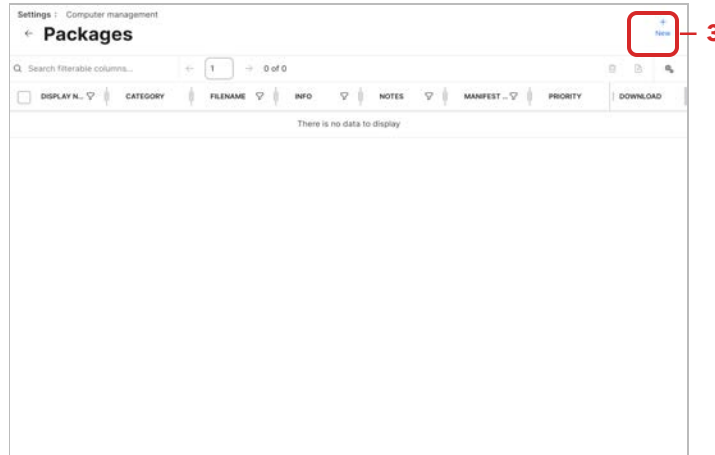 Settings : Computer management
← Packages
+
New
3
Search filterable columns... ← 1 → 0 of 0
DISPLAY N... CATEGORY FILENAME INFO NOTES MANIFEST ... PRIORITY DOWNLOAD
There is no data to display